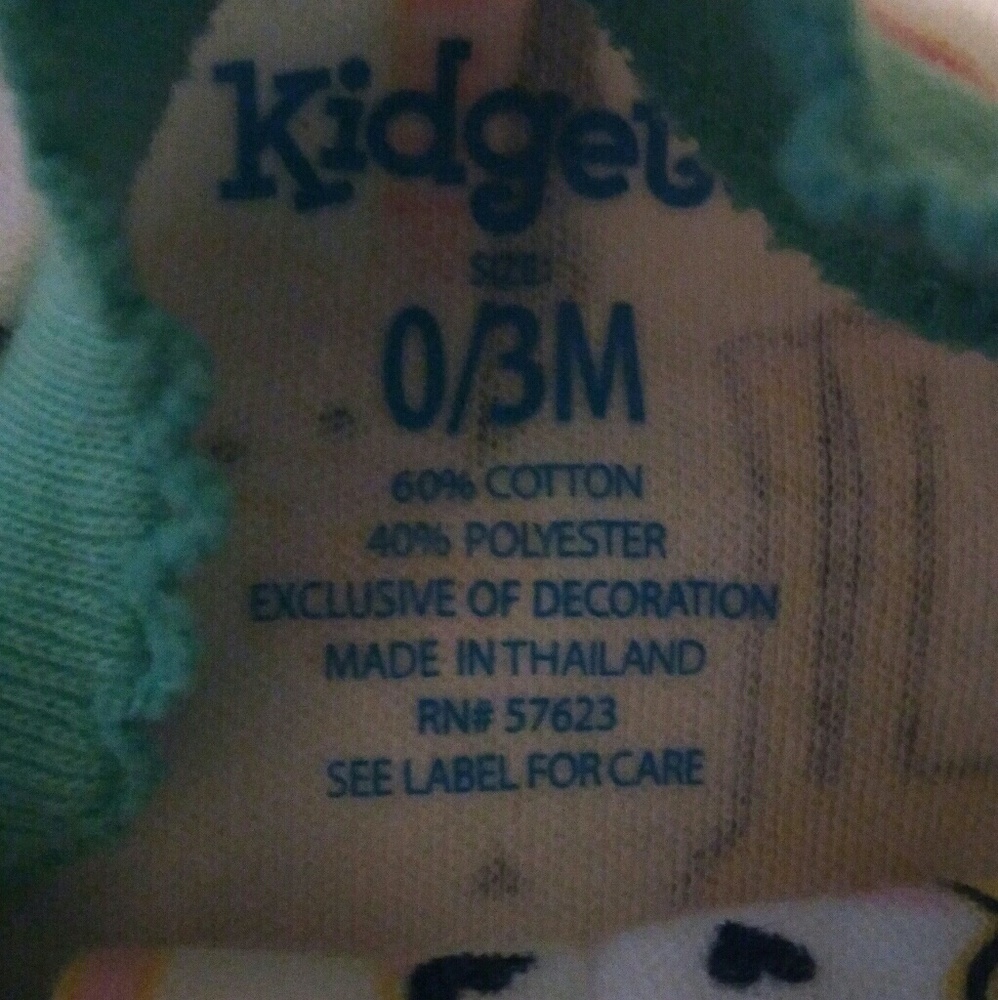 Kidget
SIZE:
0/3M
60% COTTON
40% POLYESTER
EXCLUSIVE OF DECORATION
MADE IN THAILAND
RN# 57623
SEE LABEL FOR CARE